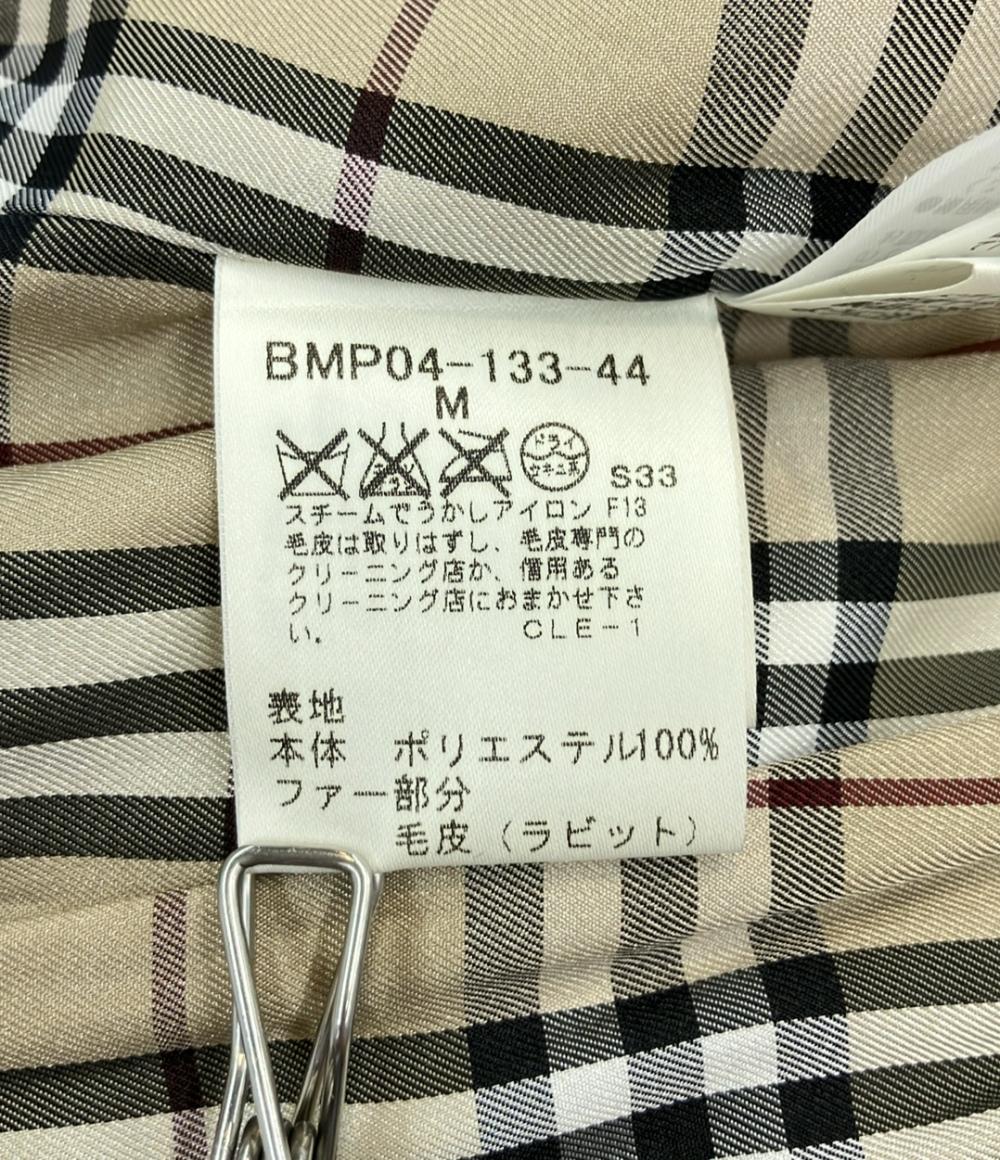 BMP04-133-44
M
ドライ
セキユ系
S33
スチームでうかしアイロン F13
毛皮は取りはずし、毛皮専門の
クリーニング店か、信用ある
クリーニング店におまかせ下さ
い。 CLE-1
表地
本体 ポリエステル100%
ファー部分
毛皮(ラビット)